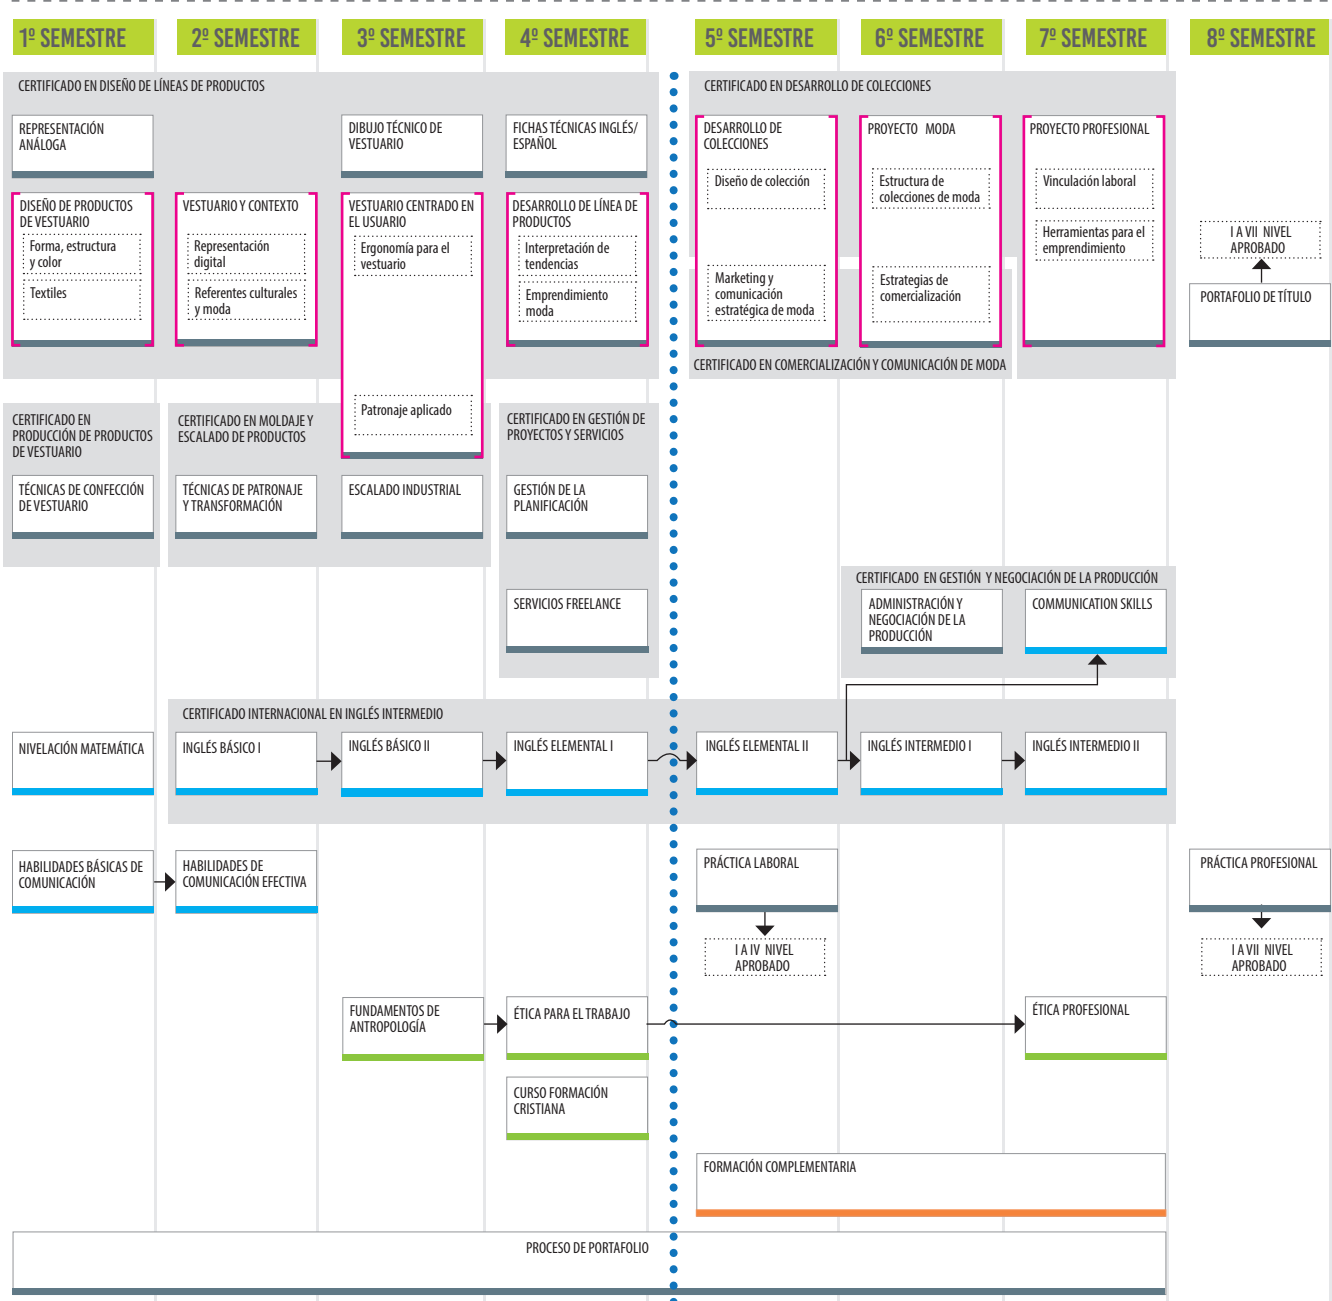 1º SEMESTRE
2º SEMESTRE
3º SEMESTRE
4º SEMESTRE
5º SEMESTRE
6º SEMESTRE
7º SEMESTRE
8º SEMESTRE
CERTIFICADO EN DISEÑO DE LÍNEAS DE PRODUCTOS
CERTIFICADO EN DESARROLLO DE COLECCIONES
REPRESENTACIÓN
ANÁLOGA
DIBUJO TÉCNICO DE
VESTUARIO
FICHAS TÉCNICAS INGLÉS/
ESPAÑOL
DESARROLLO DE
COLECCIONES
Diseño de colección
Marketing y
comunicación
estratégica de moda
PROYECTO MODA
Estructura de
colecciones de moda
Estrategias de
comercialización
PROYECTO PROFESIONAL
Vinculación laboral
Herramientas para el
emprendimiento
DISEÑO DE PRODUCTOS
DE VESTUARIO
Forma, estructura
y color
Textiles
VESTUARIO Y CONTEXTO
Representación
digital
Referentes culturales
y moda
VESTUARIO CENTRADO EN
EL USUARIO
Ergonomía para el
vestuario
Patronaje aplicado
DESARROLLO DE LÍNEA DE
PRODUCTOS
Interpretación de
tendencias
Emprendimiento
moda
I A VII NIVEL
APROBADO
PORTAFOLIO DE TÍTULO
CERTIFICADO EN COMERCIALIZACIÓN Y COMUNICACIÓN DE MODA
CERTIFICADO EN
PRODUCCIÓN DE PRODUCTOS
DE VESTUARIO
CERTIFICADO EN MOLDAJE Y
ESCALADO DE PRODUCTOS
CERTIFICADO EN GESTIÓN DE
PROYECTOS Y SERVICIOS
TÉCNICAS DE CONFECCIÓN
DE VESTUARIO
TÉCNICAS DE PATRONAJE
Y TRANSFORMACIÓN
ESCALADO INDUSTRIAL
GESTIÓN DE LA
PLANIFICACIÓN
CERTIFICADO EN GESTIÓN Y NEGOCIACIÓN DE LA PRODUCCIÓN
SERVICIOS FREELANCE
ADMINISTRACIÓN Y
NEGOCIACIÓN DE LA
PRODUCCIÓN
COMMUNICATION SKILLS
CERTIFICADO INTERNACIONAL EN INGLÉS INTERMEDIO
NIVELACIÓN MATEMÁTICA
INGLÉS BÁSICO I
INGLÉS BÁSICO II
INGLÉS ELEMENTAL I
INGLÉS ELEMENTAL II
INGLÉS INTERMEDIO I
INGLÉS INTERMEDIO II
HABILIDADES BÁSICAS DE
COMUNICACIÓN
HABILIDADES DE
COMUNICACIÓN EFECTIVA
PRÁCTICA LABORAL
PRÁCTICA PROFESIONAL
I A IV NIVEL
APROBADO
I A VII NIVEL
APROBADO
FUNDAMENTOS DE
ANTROPOLOGÍA
ÉTICA PARA EL TRABAJO
ÉTICA PROFESIONAL
CURSO FORMACIÓN
CRISTIANA
FORMACIÓN COMPLEMENTARIA
PROCESO DE PORTAFOLIO